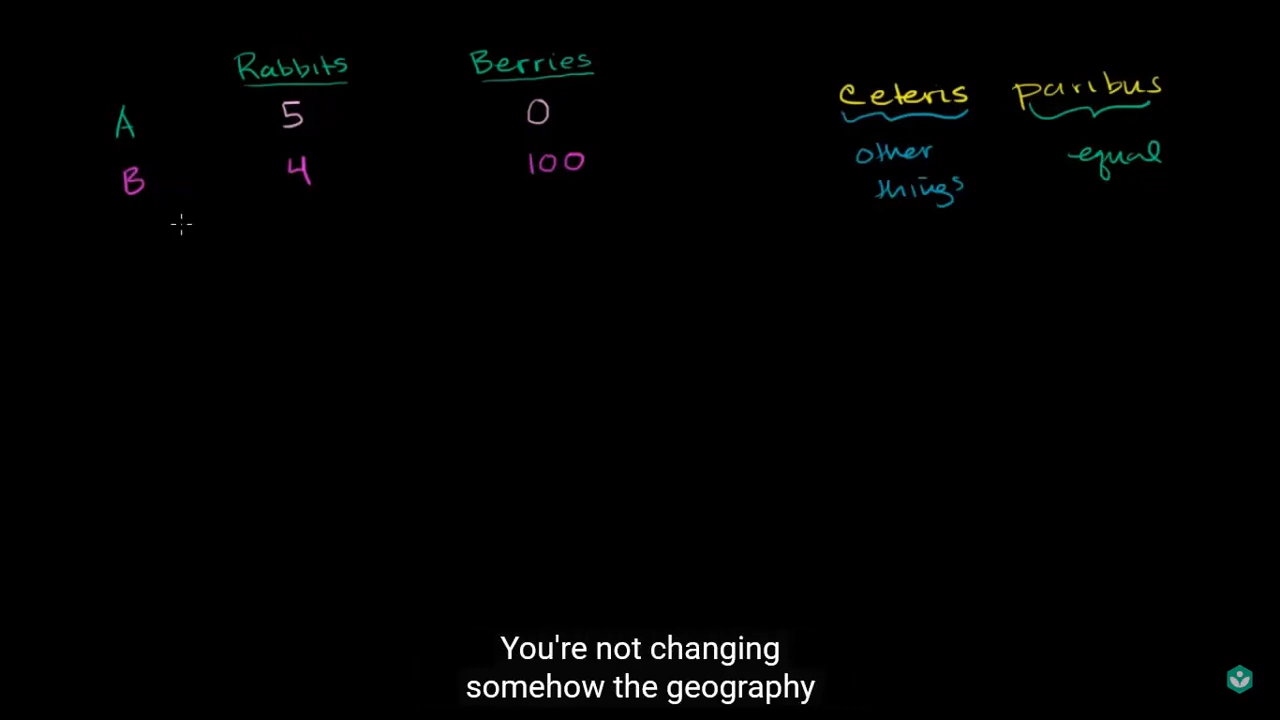 Rabbits Berries
A 5 0
B 4 100
Ceteris paribus
other equal
things
You're not changing
somehow the geography